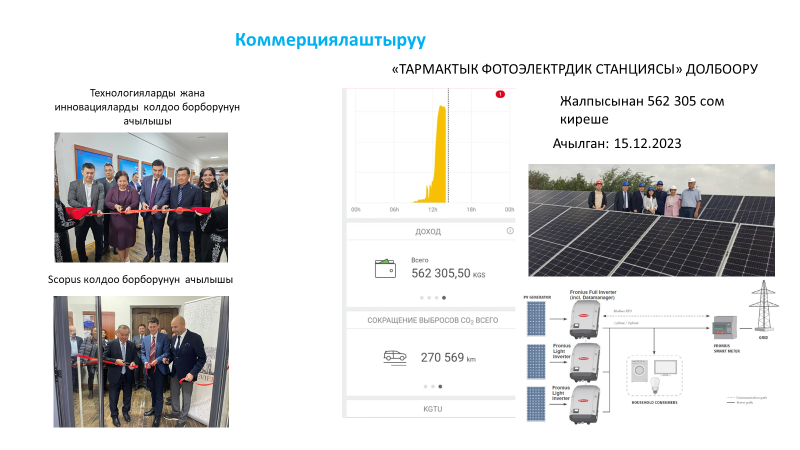 Коммерциялаштыруу
«ТАРМАКТЫК ФОТОЭЛЕКТРДИК СТАНЦИЯСЫ» ДОЛБООРУ
Технологияларды жана
инновацияларды колдоо борборунун
ачылышы
Scopus колдоо борборунун ачылышы
!
00h 06h 12h 18h 00h
ДОХОД
Всего
562 305,50 KGS
СОКРАЩЕНИЕ ВЫБРОСОВ CO₂ ВСЕГО
270 569 km
KGTU
Жалпысынан 562 305 сом
киреше
Ачылган: 15.12.2023
Fronius Full Inverter
(incl. Datamanager)
PV GENERATOR
Modbus RTU
Fronius
Light
Inverter
FRONIUS
SMART METER
GRID
Fronius
Light
Inverter
HOUSEHOLD CONSUMERS